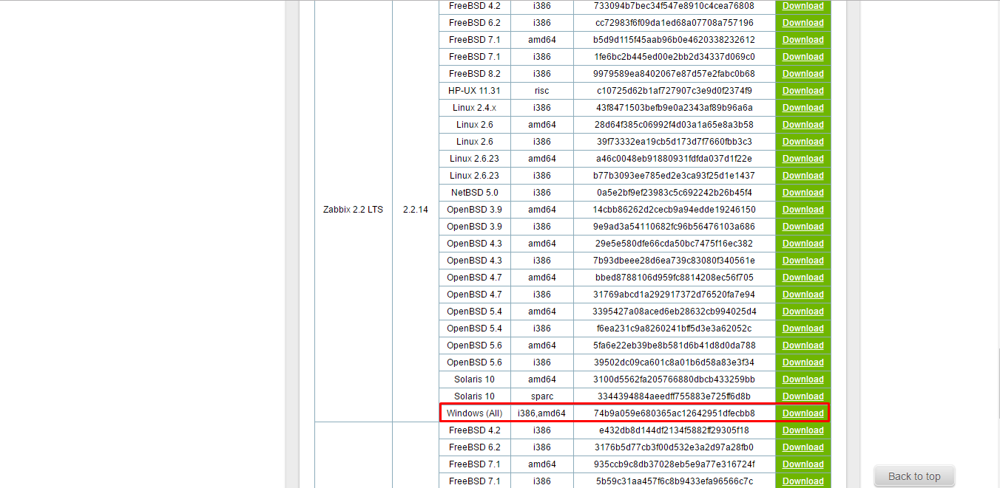 FreeBSD 4.2 i386 733094b7bec34f547e8910c4cea76808 Download
FreeBSD 6.2 i386 cc72983f6f09da1ed68a07708a757196 Download
FreeBSD 7.1 amd64 b5d9d115f45aab96b0e4620338232612 Download
FreeBSD 7.1 i386 1fe6bc2b445ed00e2bb2d34337d069c0 Download
FreeBSD 8.2 i386 9979589ea8402067e87d57e2fabc0b68 Download
HP-UX 11.31 risc c10725d62b1af727907c3e9d0f2374f9 Download
Linux 2.4.x i386 43f8471503befb9e0a2343af89b96a6a Download
Linux 2.6 amd64 28d64f385c06992f4d03a1a65e8a3b58 Download
Linux 2.6 i386 39f73332ea19cb5d173d7f7660fbb3c3 Download
Linux 2.6.23 amd64 a46c0048eb91880931fdfda037d1f22e Download
Linux 2.6.23 i386 b77b3093ee785ed2e3ca93f25d1e1437 Download
NetBSD 5.0 i386 0a5e2bf9ef23983c5c692242b26b45f4 Download
Zabbix 2.2 LTS 2.2.14 OpenBSD 3.9 amd64 14cbb86262d2cecb9a94edde19246150 Download
OpenBSD 3.9 i386 9e9ad3a54110682fc96b56476103a686 Download
OpenBSD 4.3 amd64 29e5e580dfe66cda50bc7475f16ec382 Download
OpenBSD 4.3 i386 7b93dbeee28d6ea739c83080f340561e Download
OpenBSD 4.7 amd64 bbed8788106d959fc8814208ec56f705 Download
OpenBSD 4.7 i386 31769abcd1a292917372d76520fa7e94 Download
OpenBSD 5.4 amd64 3395427a08aced6eb28632cb994025d4 Download
OpenBSD 5.4 i386 f6ea231c9a8260241bff5d3e3a62052c Download
OpenBSD 5.6 amd64 5fa6e22eb39be8b581d6b41d8d0da788 Download
OpenBSD 5.6 i386 39502dc09ca601c8a01b6d58a83e3f34 Download
Solaris 10 amd64 3100d5562fa205766880dbcb433259bb Download
Solaris 10 sparc 3344394884aeedff755883e725ff6d8b Download
Windows (All) i386,amd64 74b9a059e680365ac12642951dfecbb8 Download
FreeBSD 4.2 i386 e432db8d144df2134f5882ff29305f18 Download
FreeBSD 6.2 i386 3176b5d77cb3f00d532e3a2d97a28fb0 Download
FreeBSD 7.1 amd64 935ccb9c8db37028eb5e9a77e316724f Download
FreeBSD 7.1 i386 5b59c31aa457f6c8b9433efa96566c7c Download
Back to top